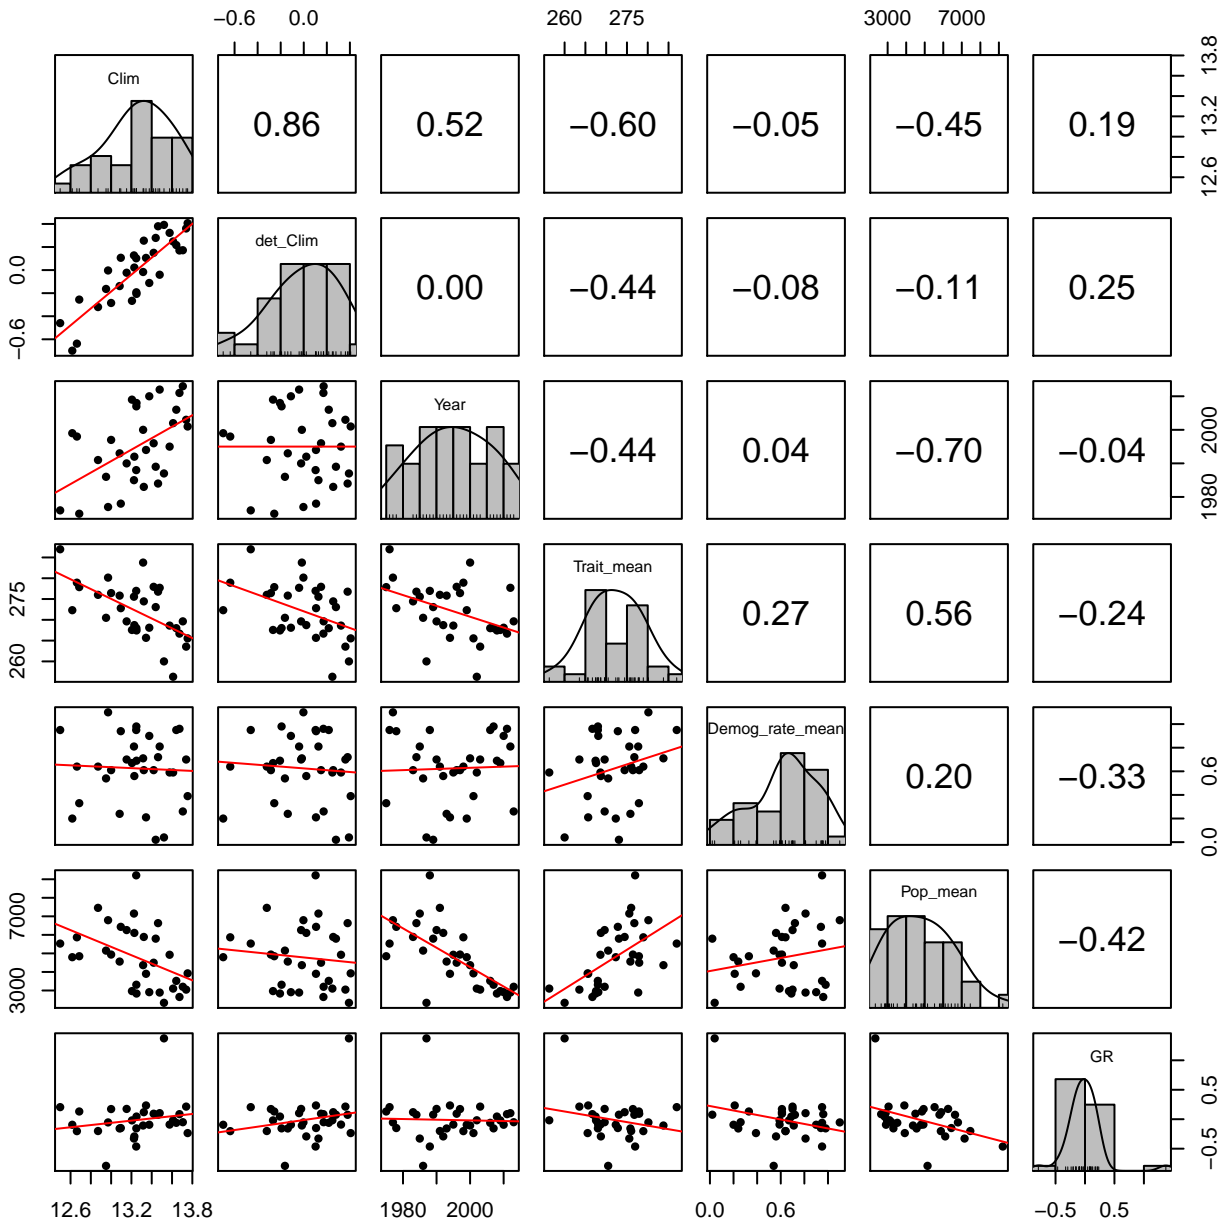 −0.6 0.0 260 275 3000 7000
Clim 0.86 0.52 −0.60 −0.05 −0.45 0.19 12.6 13.2 13.8
−0.6 0.0 det_Clim 0.00 −0.44 −0.08 −0.11 0.25
Year −0.44 0.04 −0.70 −0.04 1980 2000
260 275 Trait_mean 0.27 0.56 −0.24
Demog_rate_mean 0.20 −0.33 0.0 0.6
3000 7000 Pop_mean −0.42
GR −0.5 0.5
12.6 13.2 13.8 1980 2000 0.0 0.6 −0.5 0.5